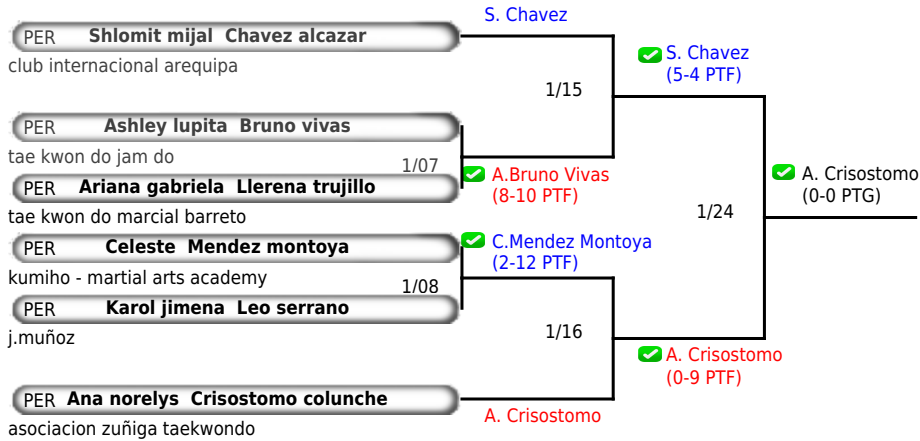 S. Chavez
PER Shlomit mijal Chavez alcazar
club internacional arequipa
S. Chavez
(5-4 PTF)
1/15
PER Ashley lupita Bruno vivas
tae kwon do jam do
1/07
A.Bruno Vivas
(8-10 PTF)
PER Ariana gabriela Llerena trujillo
tae kwon do marcial barreto
A. Crisostomo
(0-0 PTG)
1/24
PER Celeste Mendez montoya
kumiho - martial arts academy
C.Mendez Montoya
(2-12 PTF)
1/08
PER Karol jimena Leo serrano
j.muñoz
1/16
A. Crisostomo
(0-9 PTF)
PER Ana norelys Crisostomo colunche
asociacion zuñiga taekwondo
A. Crisostomo